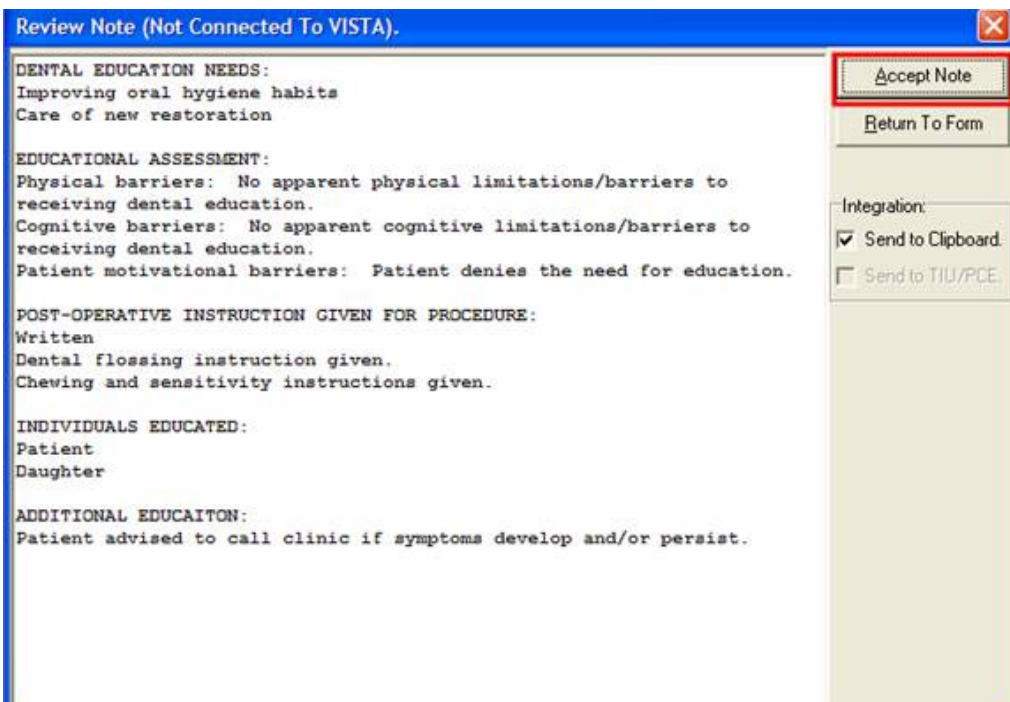 Review Note (Not Connected To VISTA).
DENTAL EDUCATION NEEDS:
Improving oral hygiene habits
Care of new restoration
EDUCATIONAL ASSESSMENT:
Physical barriers:  No apparent physical limitations/barriers to
receiving dental education.
Cognitive barriers:  No apparent cognitive limitations/barriers to
receiving dental education.
Patient motivational barriers:  Patient denies the need for education.
POST-OPERATIVE INSTRUCTION GIVEN FOR PROCEDURE:
Written
Dental flossing instruction given.
Chewing and sensitivity instructions given.
INDIVIDUALS EDUCATED:
Patient
Daughter
ADDITIONAL EDUCAITON:
Patient advised to call clinic if symptoms develop and/or persist.
Accept Note
Return To Form
Integration:
Send to Clipboard.
Send to TIU/PCE.